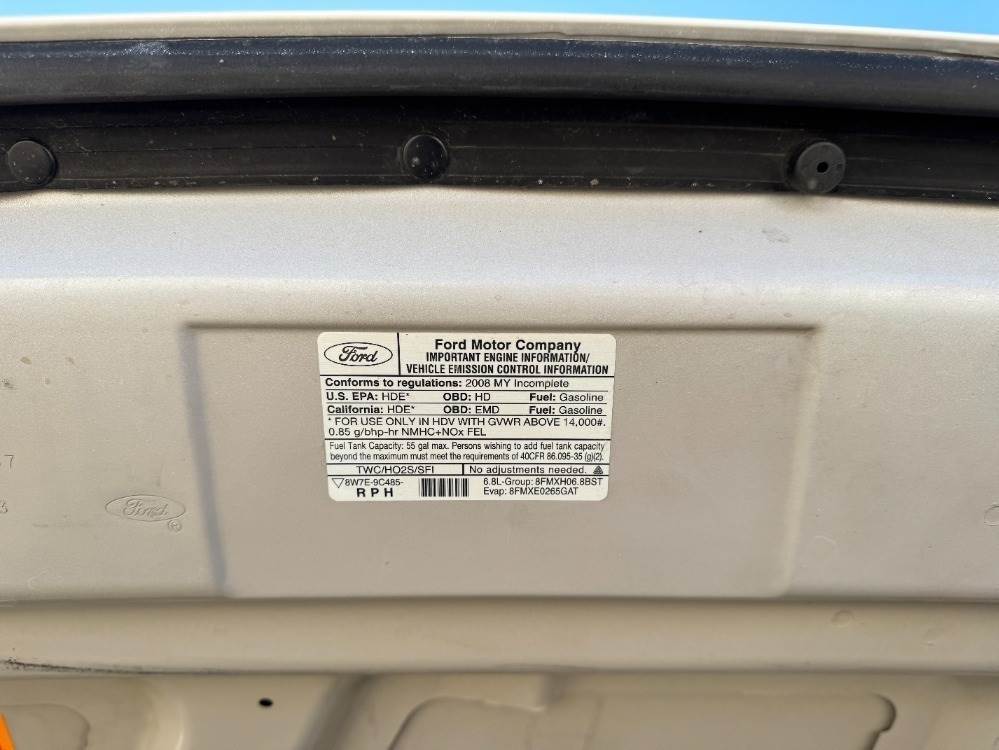 Ford
Ford Motor Company
IMPORTANT ENGINE INFORMATION/
VEHICLE EMISSION CONTROL INFORMATION
Conforms to regulations: 2008 MY Incomplete
U.S. EPA: HDE* OBD: HD Fuel: Gasoline
California: HDE* OBD: EMD Fuel: Gasoline
* FOR USE ONLY IN HDV WITH GVWR ABOVE 14,000#.
0.85 g/bhp-hr NMHC+NOx FEL
Fuel Tank Capacity: 55 gal max. Persons wishing to add fuel tank capacity
beyond the maximum must meet the requirements of 40CFR 86.095-35 (g)(2).
TWC/HO2S/SFI No adjustments needed.
8W7E-9C485- 6.8L-Group: 8FMXH06.8BST
R P H Evap: 8FMXE0265GAT
Ford
®